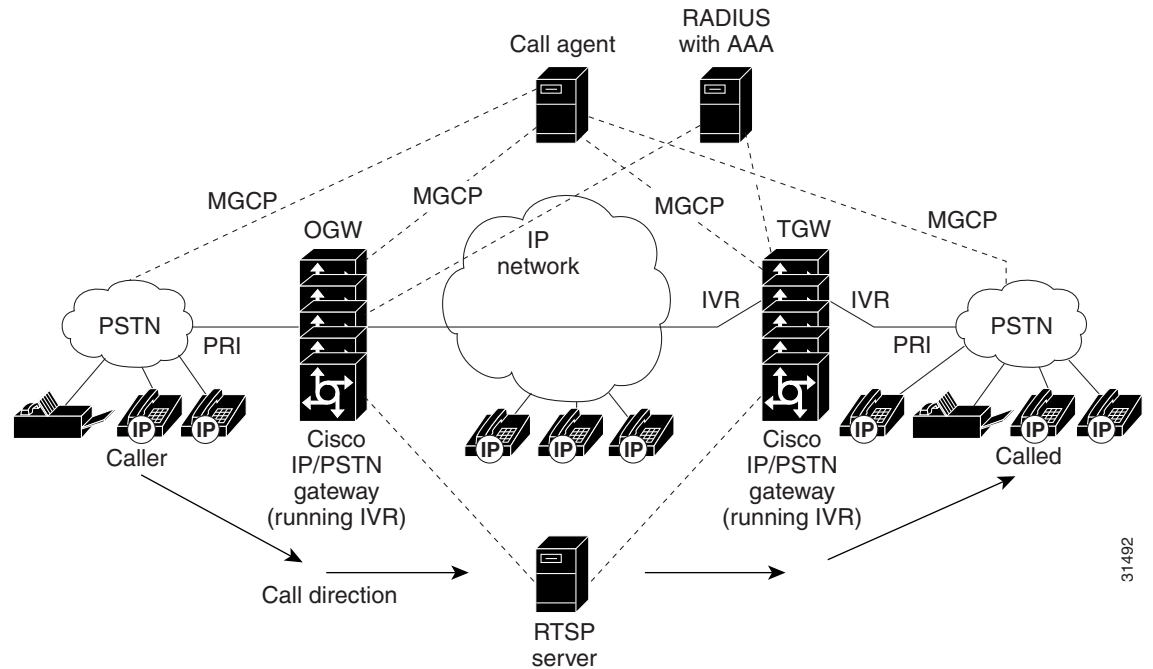 RADIUS
with AAA
Call agent
MGCP
MGCP
MGCP
MGCP
OGW
TGW
IP
network
IVR
IVR
PSTN
PRI
PRI
PSTN
IP
IP
IP
IP
IP
IP
IP
IP
Caller
Cisco
IP/PSTN
gateway
(running IVR)
Cisco
IP/PSTN
gateway
(running IVR)
Called
Call direction
RTSP
server
31492